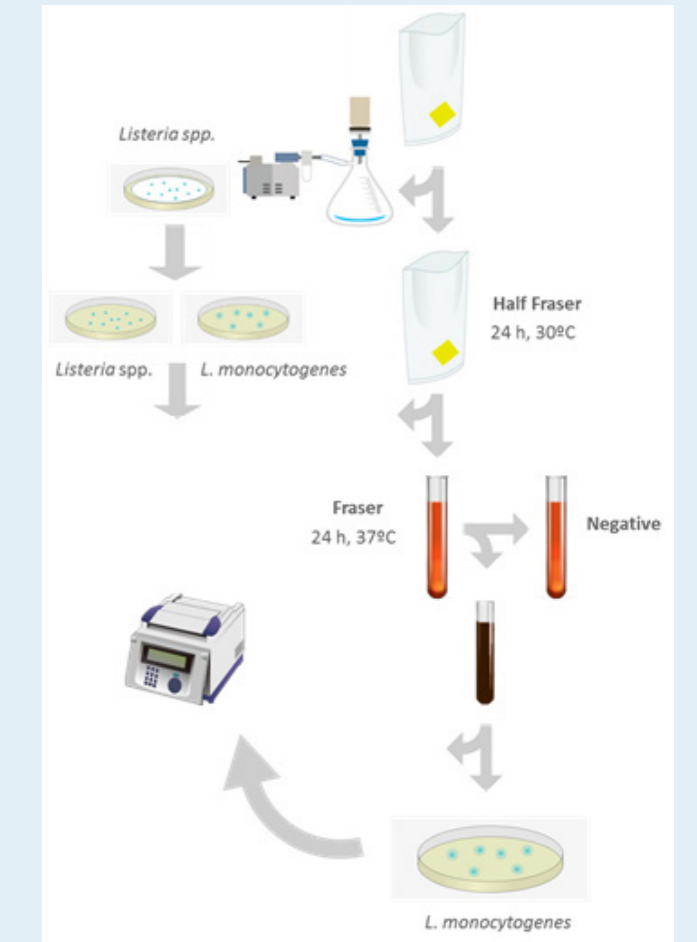 Listeria spp.
Half Fraser
24 h, 30ºC
Listeria spp.
L. monocytogenes
Fraser
24 h, 37ºC
Negative
L. monocytogenes